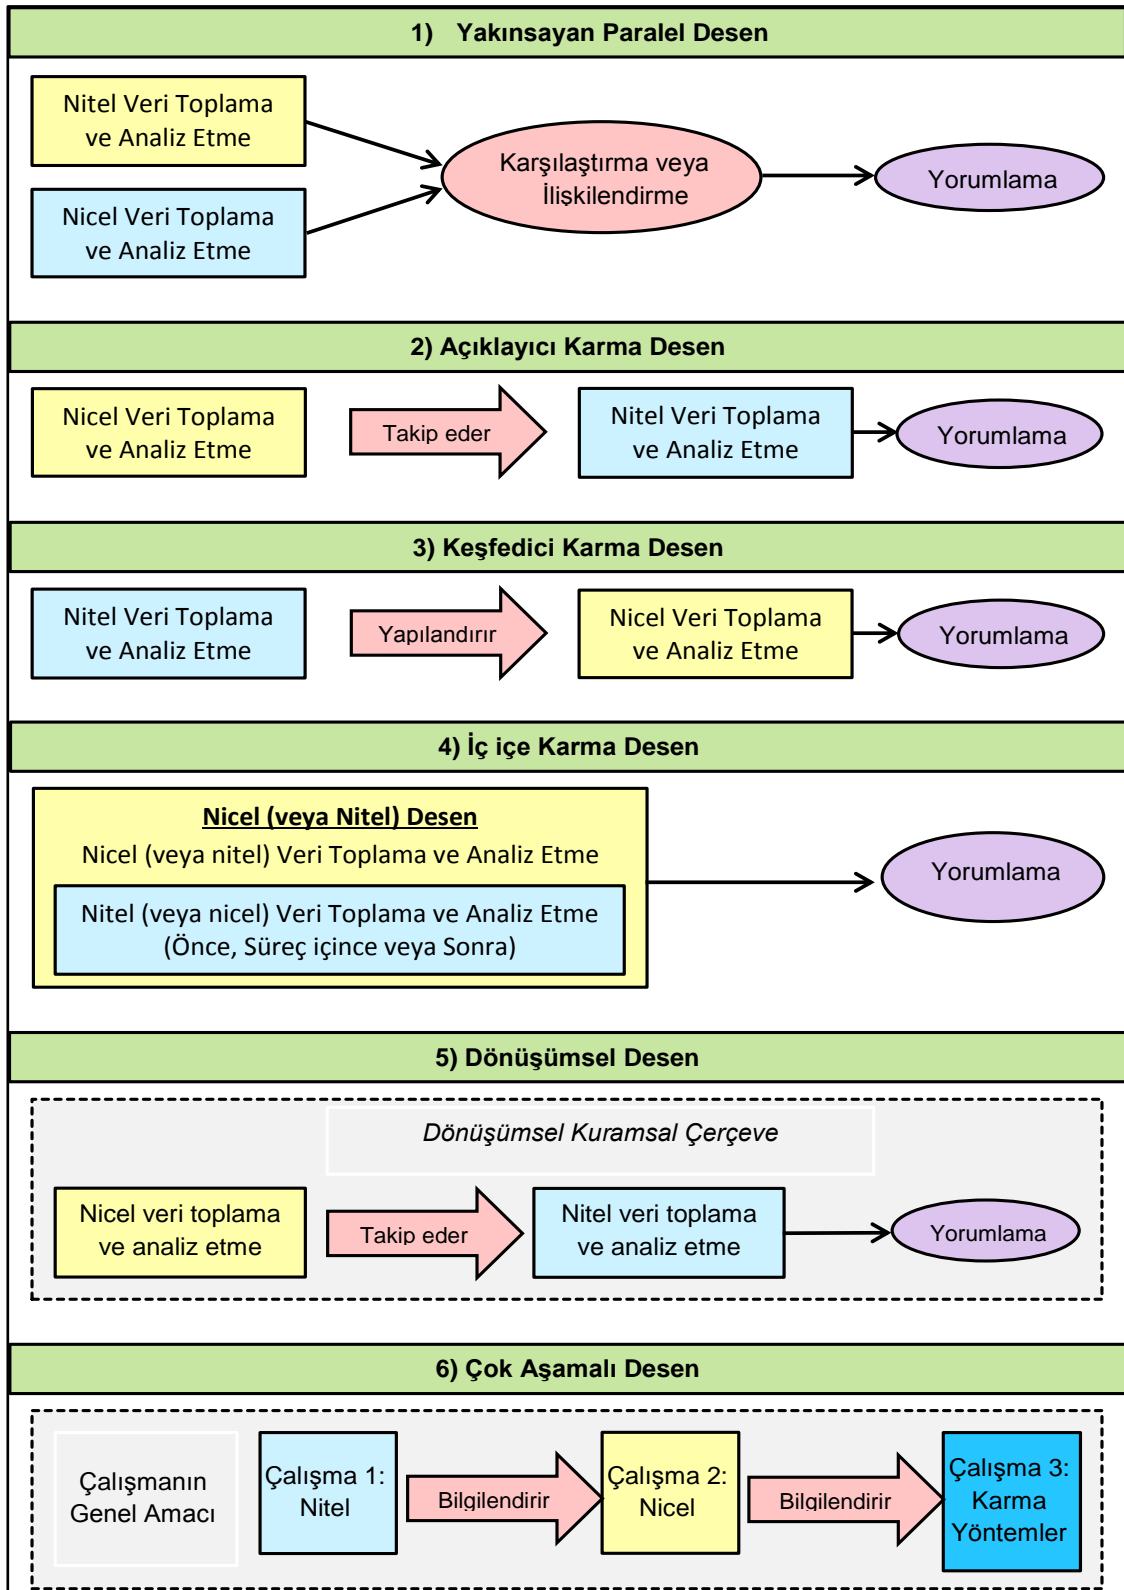 1) Yakınsayan Paralel Desen
Nitel Veri Toplama
ve Analiz Etme
Nicel Veri Toplama
ve Analiz Etme
Karşılaştırma veya
İlişkilendirme
Yorumlama
2) Açıklayıcı Karma Desen
Nicel Veri Toplama
ve Analiz Etme
Takip eder
Nitel Veri Toplama
ve Analiz Etme
Yorumlama
3) Keşfedici Karma Desen
Nitel Veri Toplama
ve Analiz Etme
Yapılandırır
Nicel Veri Toplama
ve Analiz Etme
Yorumlama
4) İç içe Karma Desen
Nicel (veya Nitel) Desen
Nicel (veya nitel) Veri Toplama ve Analiz Etme
Nitel (veya nicel) Veri Toplama ve Analiz Etme
(Önce, Süreç içince veya Sonra)
Yorumlama
5) Dönüşümsel Desen
Dönüşümsel Kuramsal Çerçeve
Nicel veri toplama
ve analiz etme
Takip eder
Nitel veri toplama
ve analiz etme
Yorumlama
6) Çok Aşamalı Desen
Çalışmanın
Genel Amacı
Çalışma 1:
Nitel
Bilgilendirir
Çalışma 2:
Nicel
Bilgilendirir
Çalışma 3:
Karma
Yöntemler